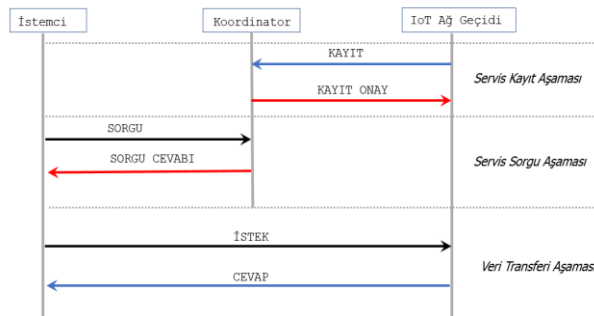 İstemci
Koordinator
IoT Ağ Geçidi
KAYIT
Servis Kayıt Aşaması
KAYIT ONAY
SORGU
SORGU CEVABI
Servis Sorgu Aşaması
İSTEK
Veri Transferi Aşaması
CEVAP